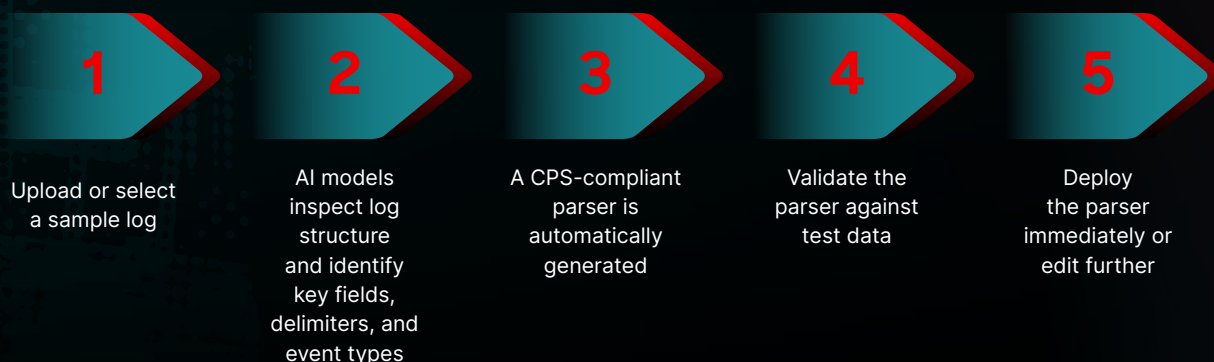 1
2
3
4
5
Upload or select
a sample log
AI models
inspect log
structure
and identify
key fields,
delimiters, and
event types
A CPS-compliant
parser is
automatically
generated
Validate the
parser against
test data
Deploy
the parser
immediately or
edit further